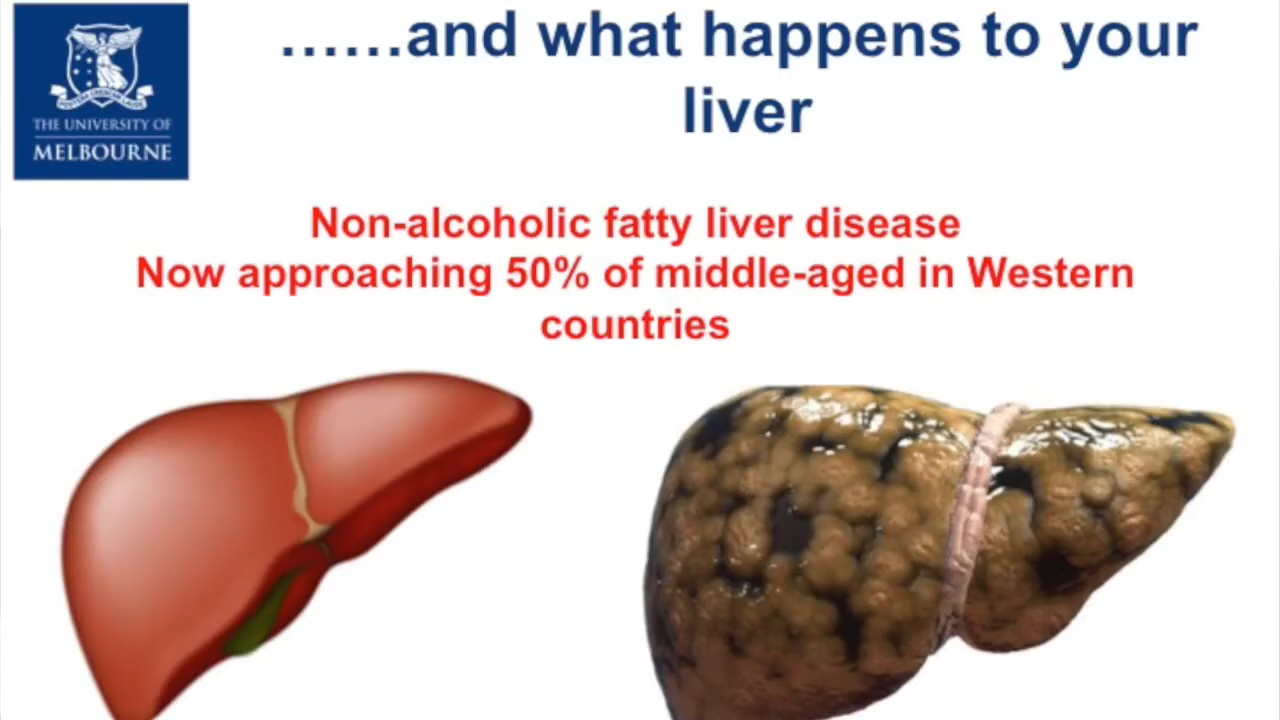 ......and what happens to your
liver
THE UNIVERSITY OF
MELBOURNE
Non-alcoholic fatty liver disease
Now approaching 50% of middle-aged in Western
countries